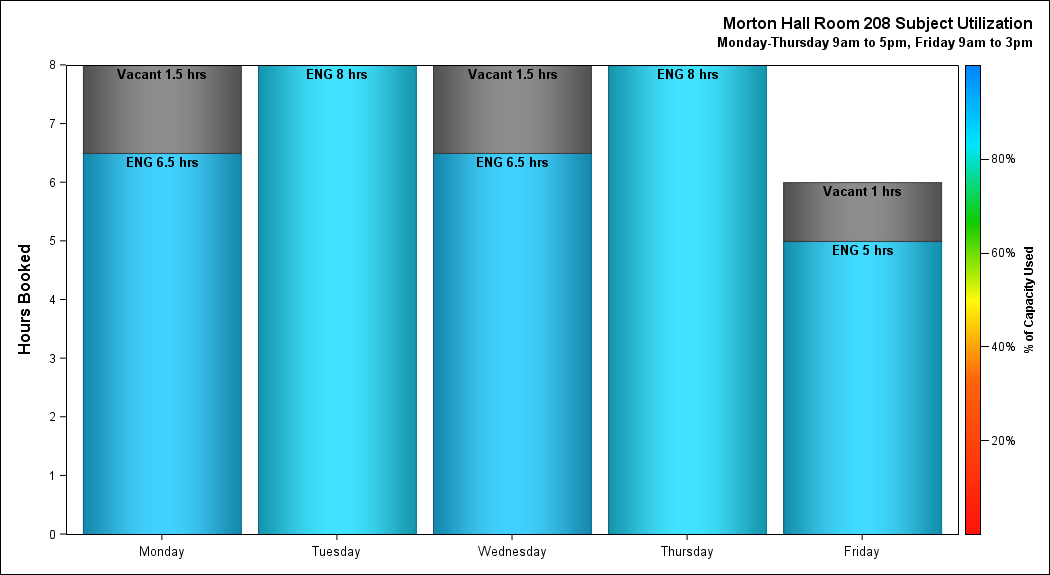 Morton Hall Room 208 Subject Utilization
Monday-Thursday 9am to 5pm, Friday 9am to 3pm
Hours Booked
8
7
6
5
4
3
2
1
0
Vacant 1.5 hrs
ENG 6.5 hrs
ENG 8 hrs
Vacant 1.5 hrs
ENG 6.5 hrs
ENG 8 hrs
Vacant 1 hrs
ENG 5 hrs
Monday
Tuesday
Wednesday
Thursday
Friday
80%
60%
40%
20%
% of Capacity Used